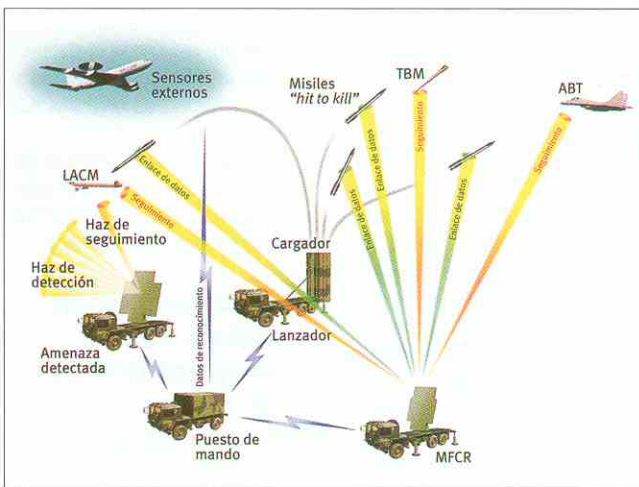 Sensores
externos
Misiles
"hit to kill"
TBM
ABT
LACM
Enlace de datos
Seguimiento
Enlace de datos
Enlace de datos
Seguimiento
Enlace de datos
Seguimiento
Haz de
seguimiento
Haz de
detección
Cargador
Datos de reconocimiento
Lanzador
Amenaza
detectada
Puesto de
mando
MFCR